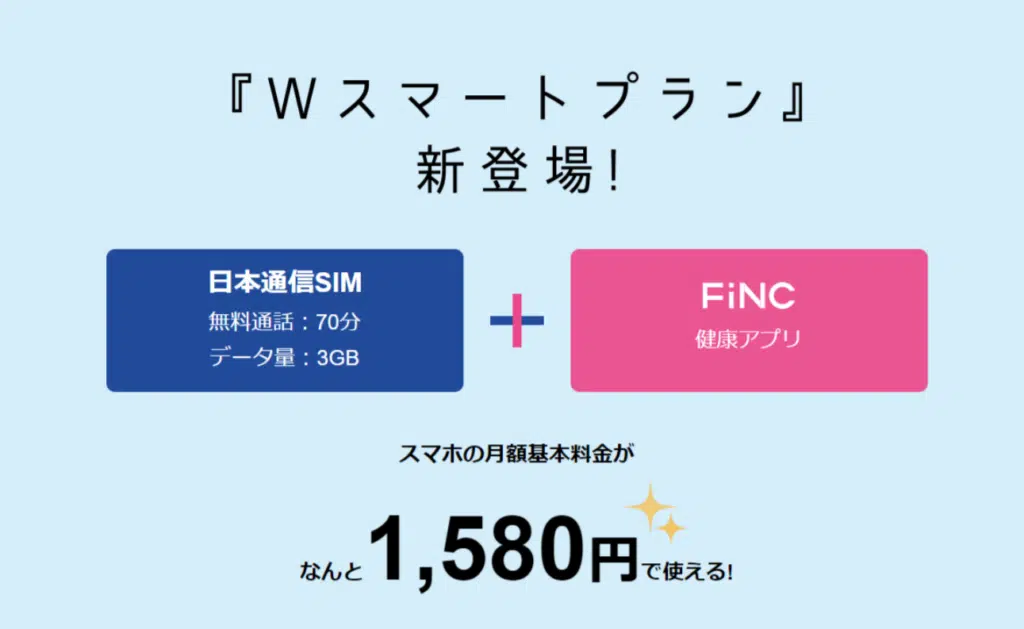 『Wスマートプラン』
新登場!
日本通信SIM
無料通話：70分
データ量：3GB
FiNC
健康アプリ
スマホの月額基本料金が
なんと1,580円で使える!